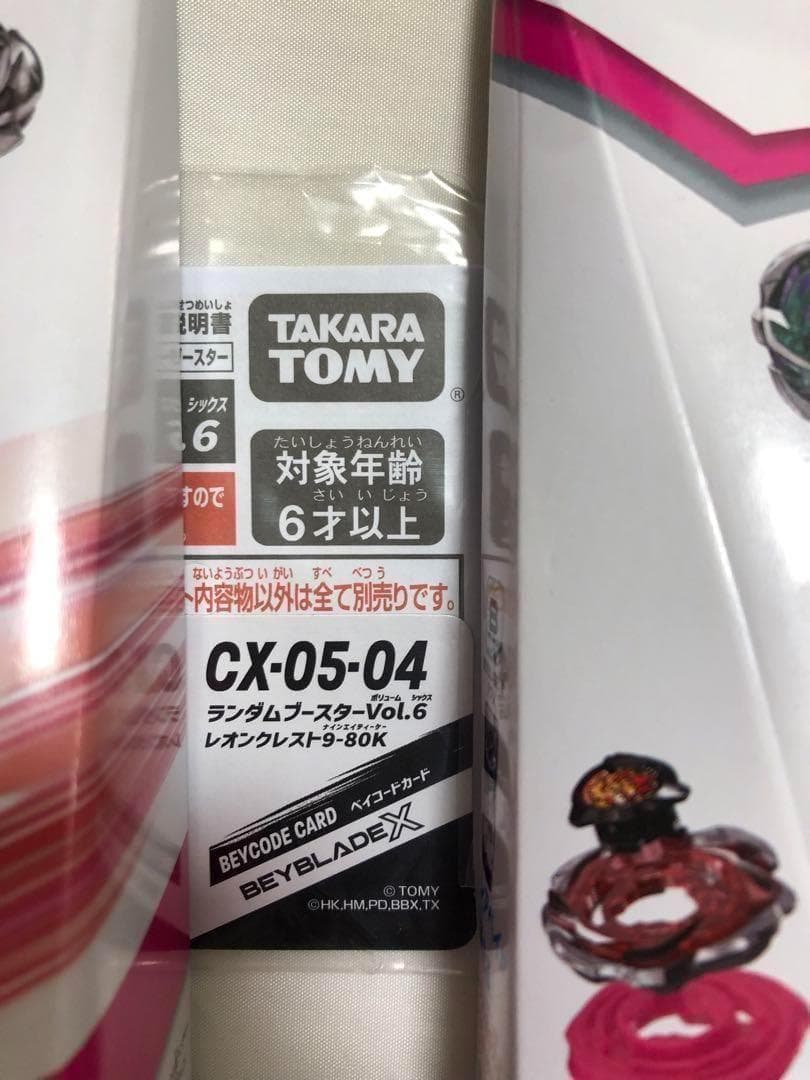 せつめいしょ
説明書
TAKARA
TOMY
®
ブースター
シックス
.6
たいしょうねんれい
対象年齢
さい いじょう
6才以上
すので
ないようぶつ いがい すべ べつう
ト内容物以外は全て別売りです。
CX-05-04
ボリューム シックス
ランダムブースターVol.6
ナインエイティーケー
レオンクレスト9-80K
BEYCODE CARD ベイコードカード
BEYBLADE X
© TOMY
©HK,HM,PD,BBX,TX